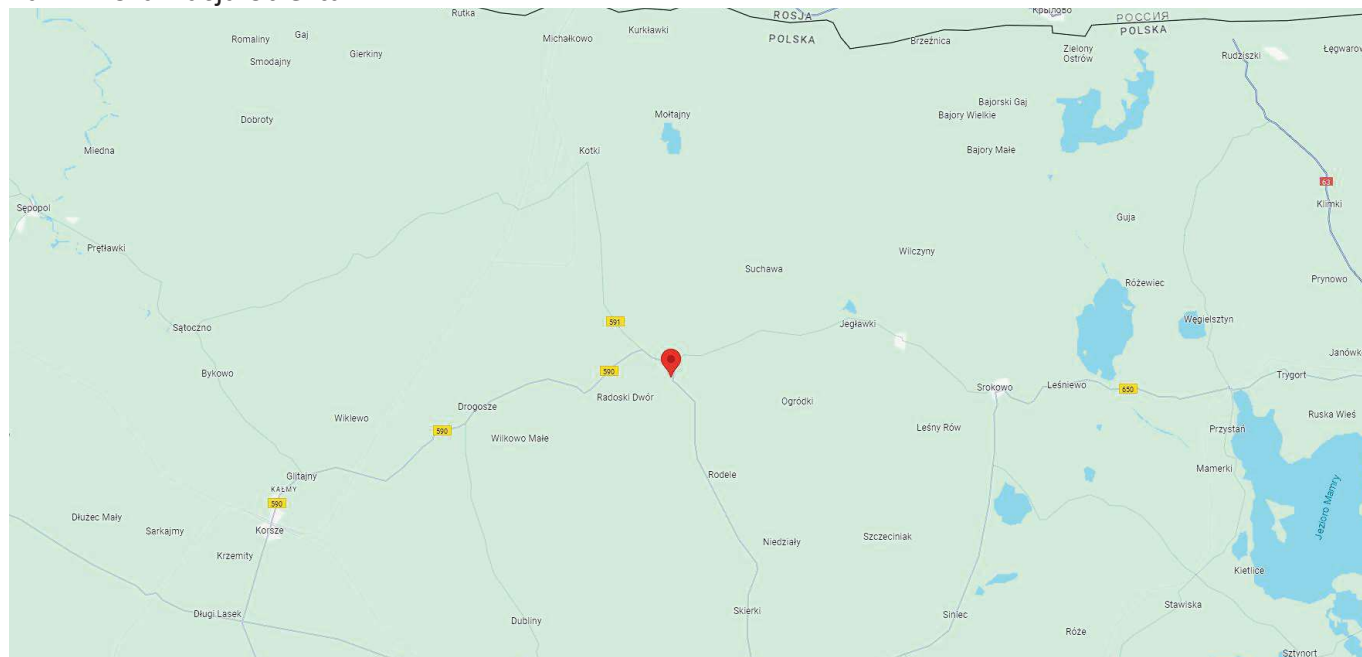 Rutka
ROSJA
Крылово
РОССИЯ
POLSKA
POLSKA
Romaliny
Gaj
Michałkowo
Kurkławki
Brzeźnica
Zielony
Ostrów
Rudziszki
Smodajny
Gierkiny
Dobroty
Mołtajny
Bajorski Gaj
Bajory Wielkie
Miedna
Kotki
Bajory Małe
63
Sępopol
Klimki
Guja
Prętławki
Wilczyny
Suchawa
Różewiec
Prynowo
Sątoczno
591
Jegławki
Węgielsztyn
Bykowo
590
Trygort
Radoski Dwór
Ogródki
Srokowo
Leśniewo
650
Drogosze
Wiklewo
Ruska Wieś
590
Wilkowo Małe
Leśny Rów
Przystań
Glitajny
Rodele
Mamerki
KAŁMY
590
Jezioro Mamry
Dłużec Mały
Sarkajmy
Korsze
Krzemity
Niedziały
Szczeciniak
Kietlice
Długi Lasek
Dubliny
Skierki
Siniec
Stawiska
Róże
Sztynort